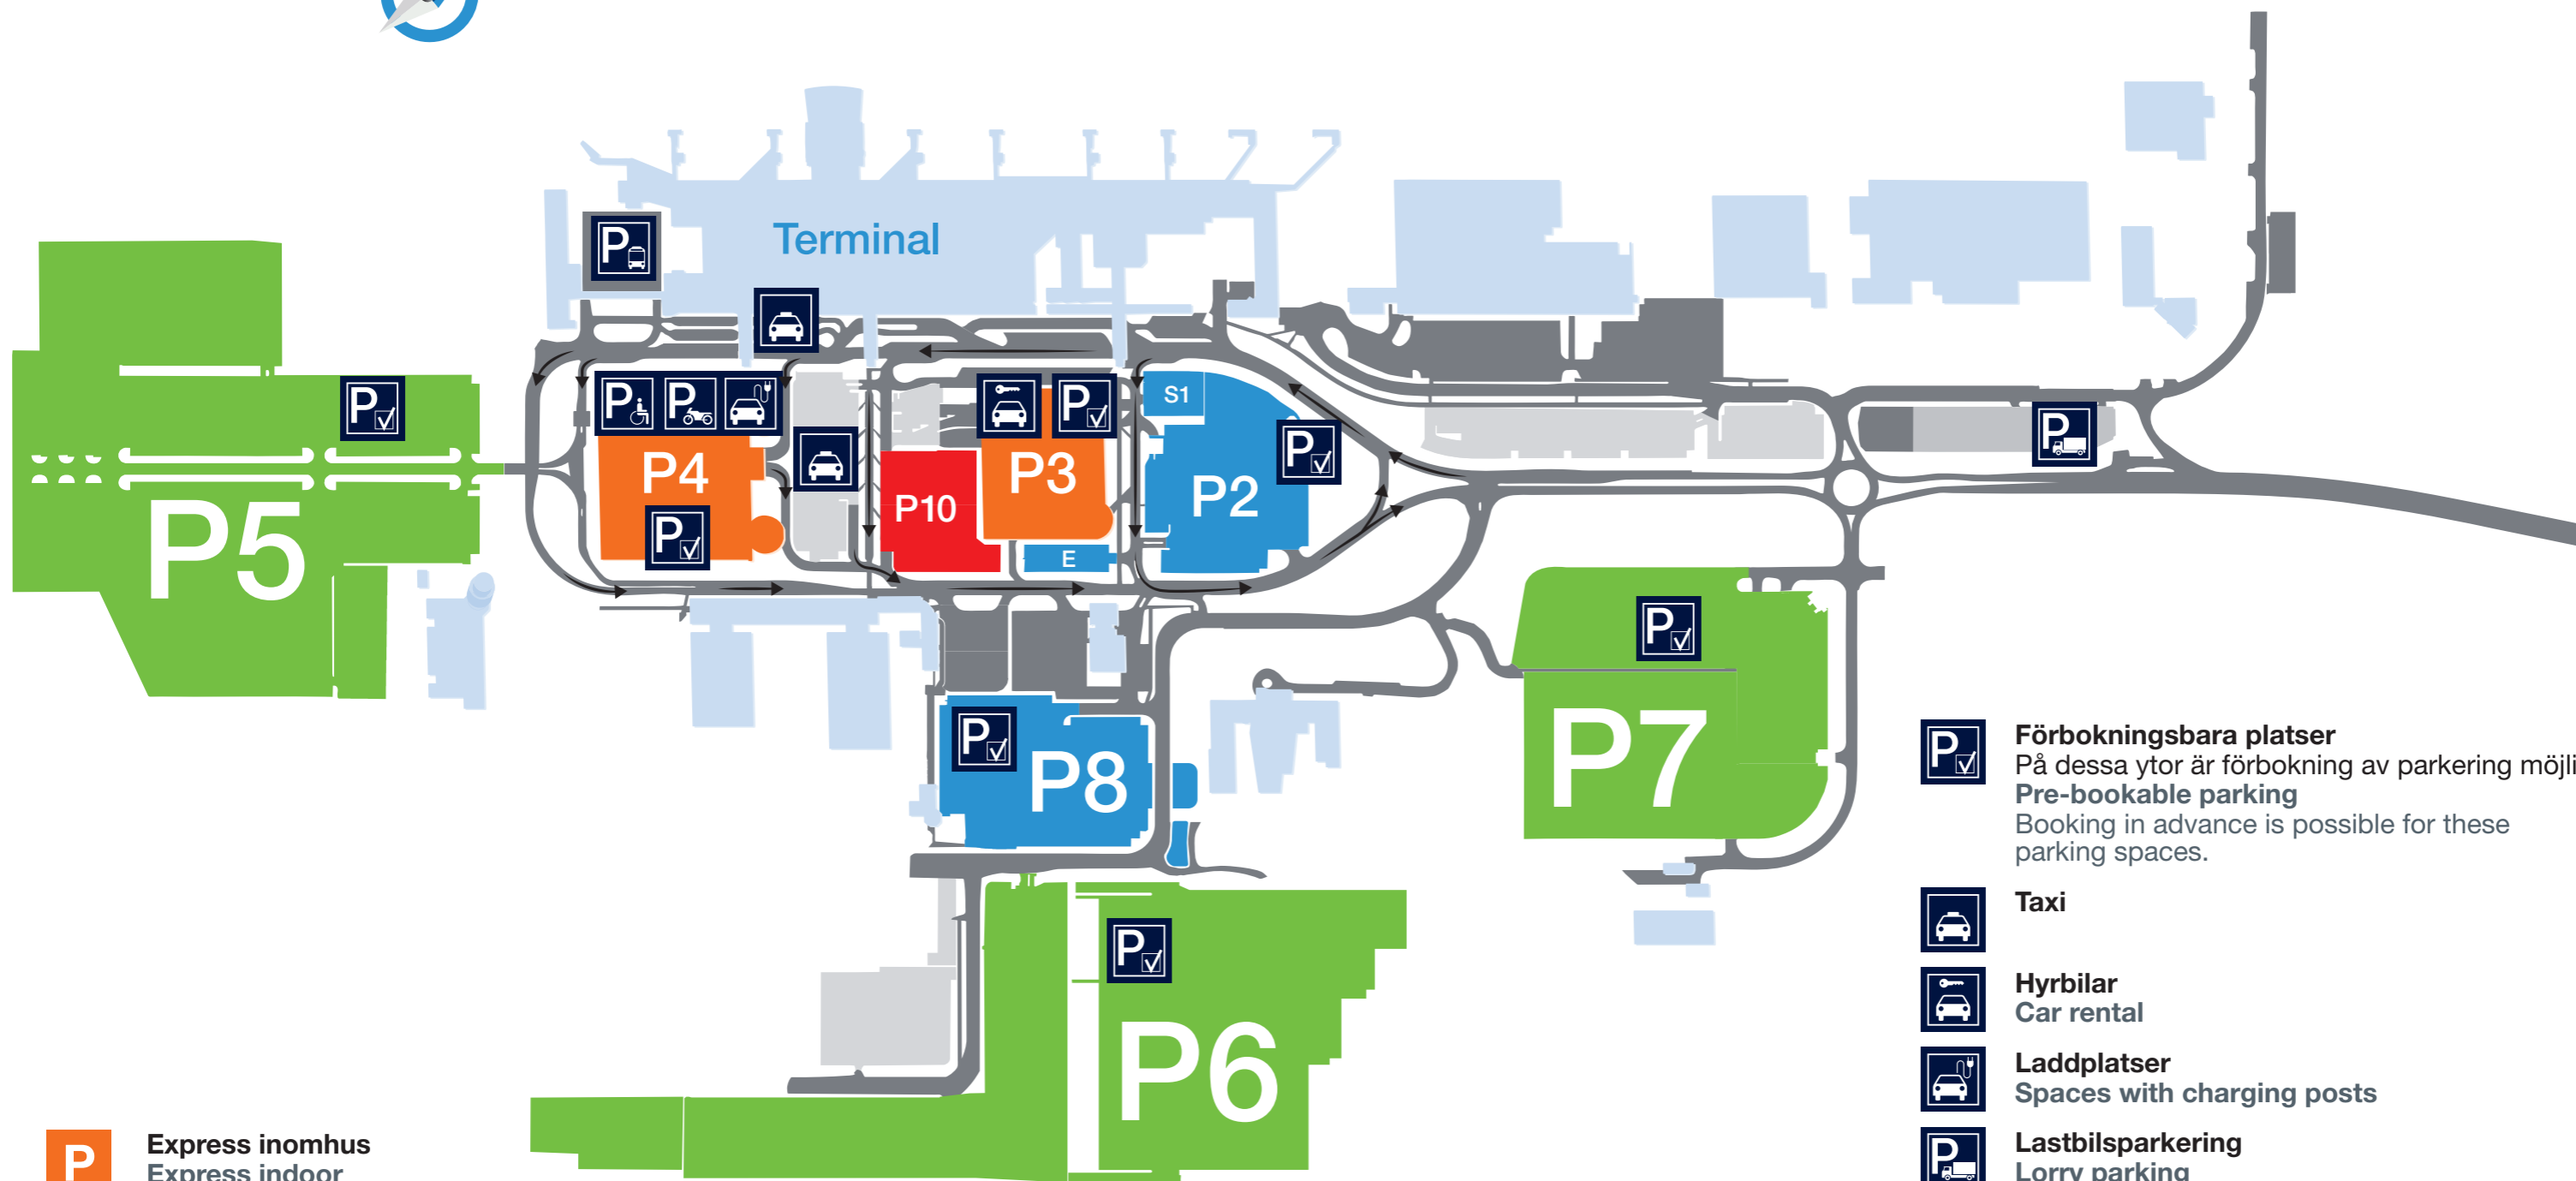 Terminal
P
P
P
P
P
S1
P
P4
P3
P2
P
P
P10
P5
P
E
P
P
P8
P7
P
P6
P
Förbokningsbara platser
På dessa ytor är förbokning av parkering möjli
Pre-bookable parking
Booking in advance is possible for these
parking spaces.
Taxi
Hyrbilar
Car rental
Laddplatser
Spaces with charging posts
P
Lastbilsparkering
Lorry parking
P
Express inomhus
Express indoor